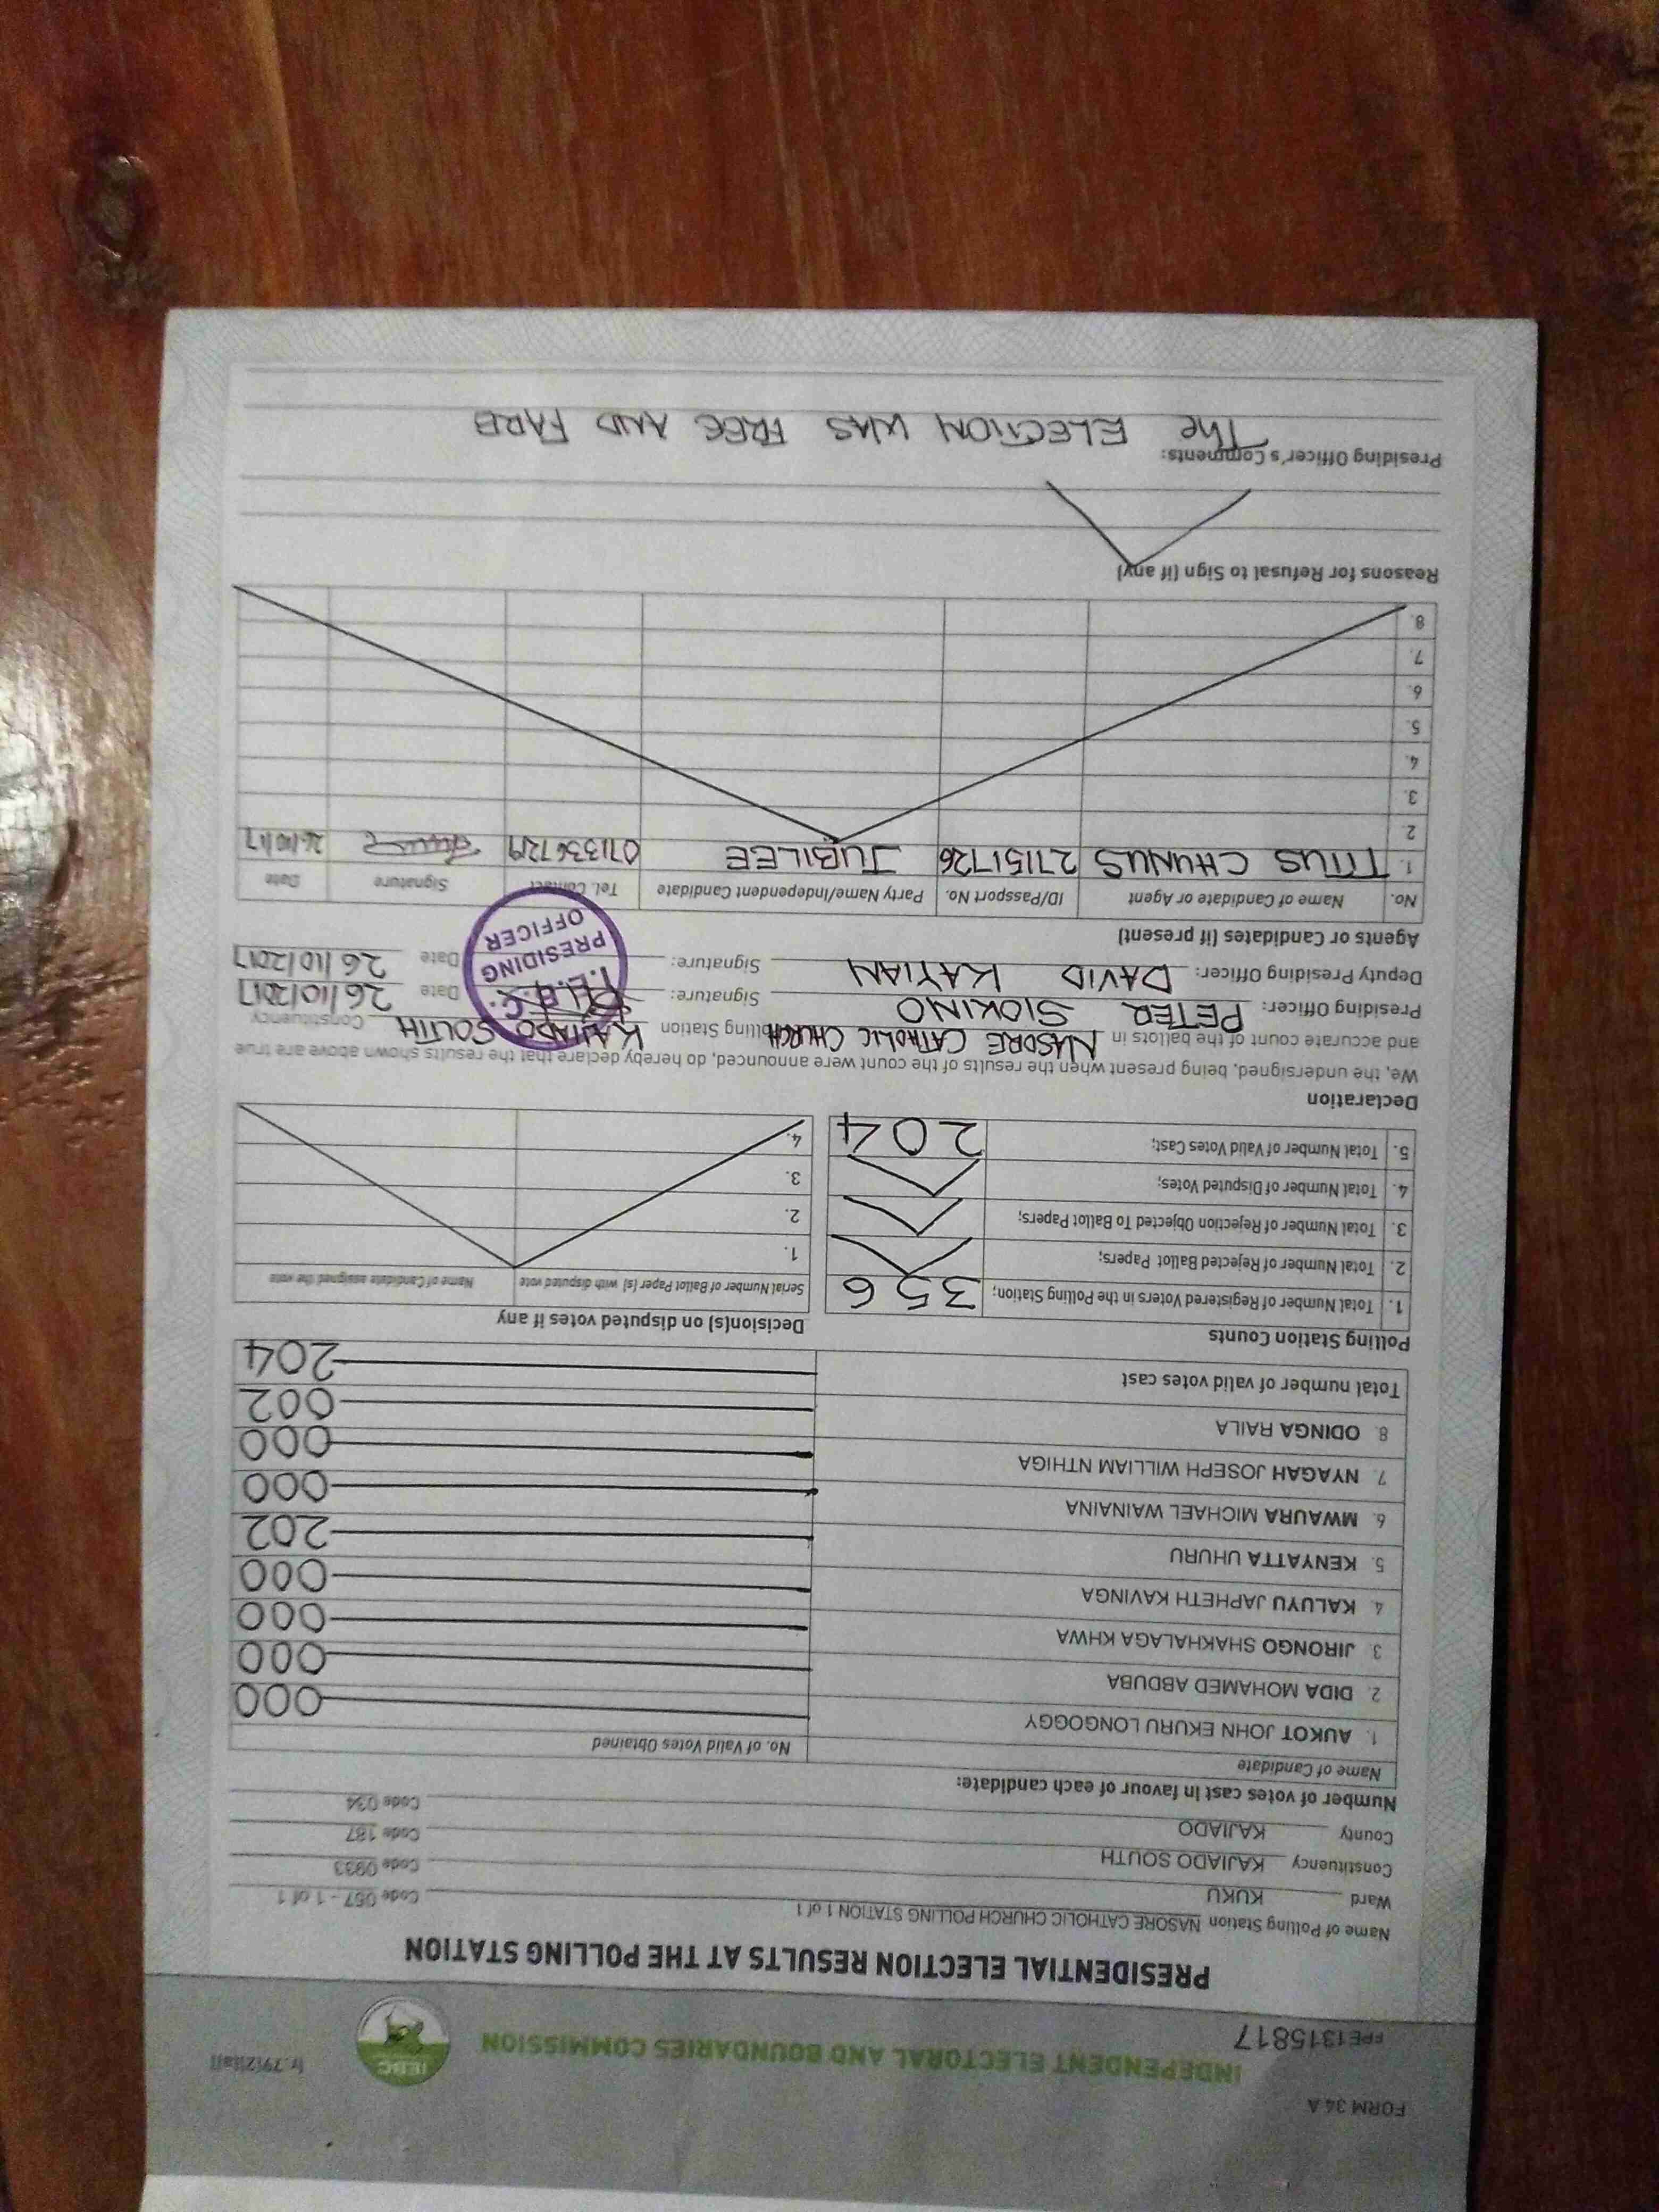 FORM 34 A
(r.79(2)(a))
INDEPENDENT ELECTORAL AND BOUNDARIES COMMISSION
IEBC
FPE1315817
PRESIDENTIAL ELECTION RESULTS AT THE POLLING STATION
Name of Polling Station NASORE CATHOLIC CHURCH POLLING STATION 1 of 1
Ward KUKU Code 057 - 1 of 1
Constituency KAJIADO SOUTH Code 0933
County KAJIADO Code 187
Code 034
Number of votes cast in favour of each candidate:
Name of Candidate No. of Valid Votes Obtained
1. AUKOT JOHN EKURU LONGOGGY 000
2. DIDA MOHAMED ABDUBA 000
3. JIRONGO SHAKHALAGA KHWA 000
4. KALUYU JAPHETH KAVINGA 000
5. KENYATTA UHURU 202
6. MWAURA MICHAEL WAINAINA 000
7. NYAGAH JOSEPH WILLIAM NTHIGA 000
8. ODINGA RAILA 002
Total number of valid votes cast 204
Polling Station Counts
1. Total Number of Registered Voters in the Polling Station; 356
2. Total Number of Rejected Ballot Papers;
3. Total Number of Rejection Objected To Ballot Papers;
4. Total Number of Disputed Votes;
5. Total Number of Valid Votes Cast; 204
Decision(s) on disputed votes if any
Serial Number of Ballot Paper (s) with disputed vote Name of Candidate assigned the vote
1.
2.
3.
4.
Declaration
We, the undersigned, being present when the results of the count were announced, do hereby declare that the results shown above are true
and accurate count of the ballots in NASORE CATHOLIC CHURCH Polling Station KAJIADO SOUTH Constituency
Presiding Officer: PETER SIOKINO Signature: Date 26/10/2017
Deputy Presiding Officer: DAVID KAYIAN Signature: Date 26/10/2017
I.E.B.C.
PRESIDING
OFFICER
Agents or Candidates (if present)
No. Name of Candidate or Agent ID/Passport No. Party Name/Independent Candidate Tel. Contact Signature Date
1. TITUS CHUNUS 27151726 JUBILEE 0713367219 26/10/17
2
3.
4.
5.
6.
7.
8
Reasons for Refusal to Sign (if any)
Presiding Officer's Comments:
The ELECTION WAS FREE AND FARE